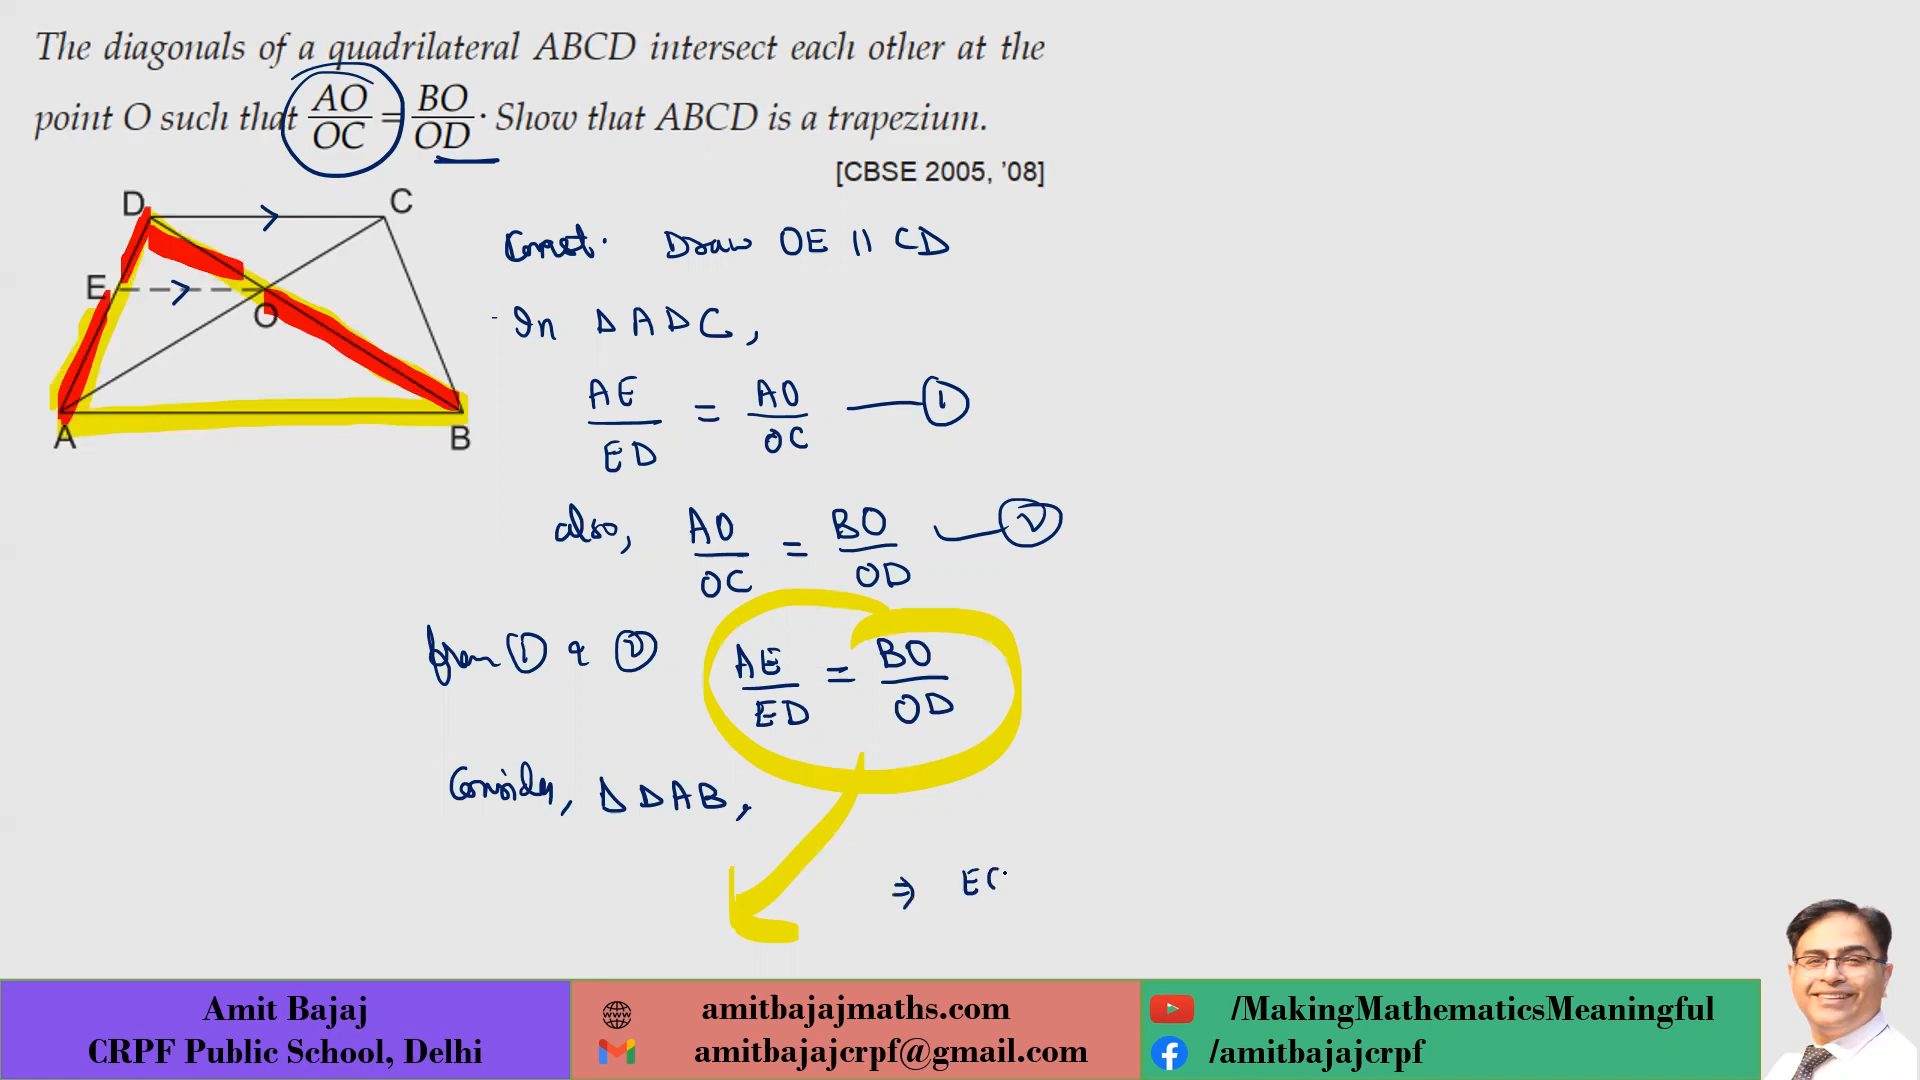 The diagonals of a quadrilateral ABCD intersect each other at the
point O such that AO/OC = BO/OD. Show that ABCD is a trapezium.
[CBSE 2005, '08]
D C
E
O
A B
Const. Draw OE || CD
In Δ ADC,
AE/ED = AO/OC — ①
also, AO/OC = BO/OD — ②
from ① & ② AE/ED = BO/OD
Consider, Δ DAB,
⇒ E
Amit Bajaj
CRPF Public School, Delhi
amitbajajmaths.com
amitbajajcrpf@gmail.com
/MakingMathematicsMeaningful
/amitbajajcrpf